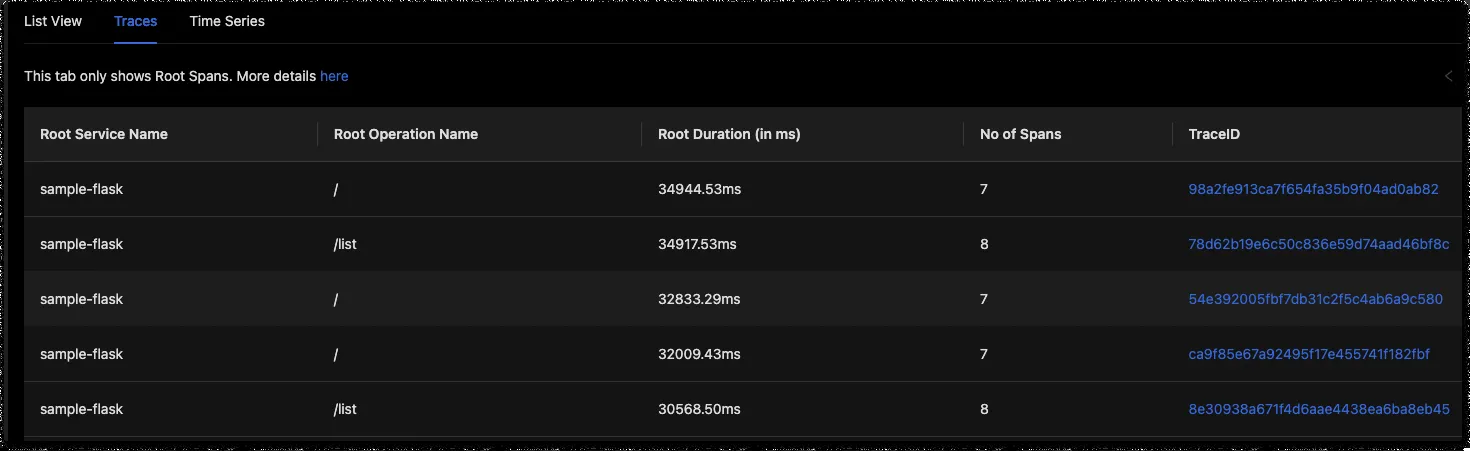 List View Traces Time Series
This tab only shows Root Spans. More details here
Root Service Name Root Operation Name Root Duration (in ms) No of Spans TraceID
sample-flask / 34944.53ms 7 98a2fe913ca7f654fa35b9f04ad0ab82
sample-flask /list 34917.53ms 8 78d62b19e6c50c836e59d74aad46bf8c
sample-flask / 32833.29ms 7 54e392005fbf7db31c2f5c4ab6a9c580
sample-flask / 32009.43ms 7 ca9f85e67a92495f17e455741f182fbf
sample-flask /list 30568.50ms 8 8e30938a671f4d6aae4438ea6ba8eb45